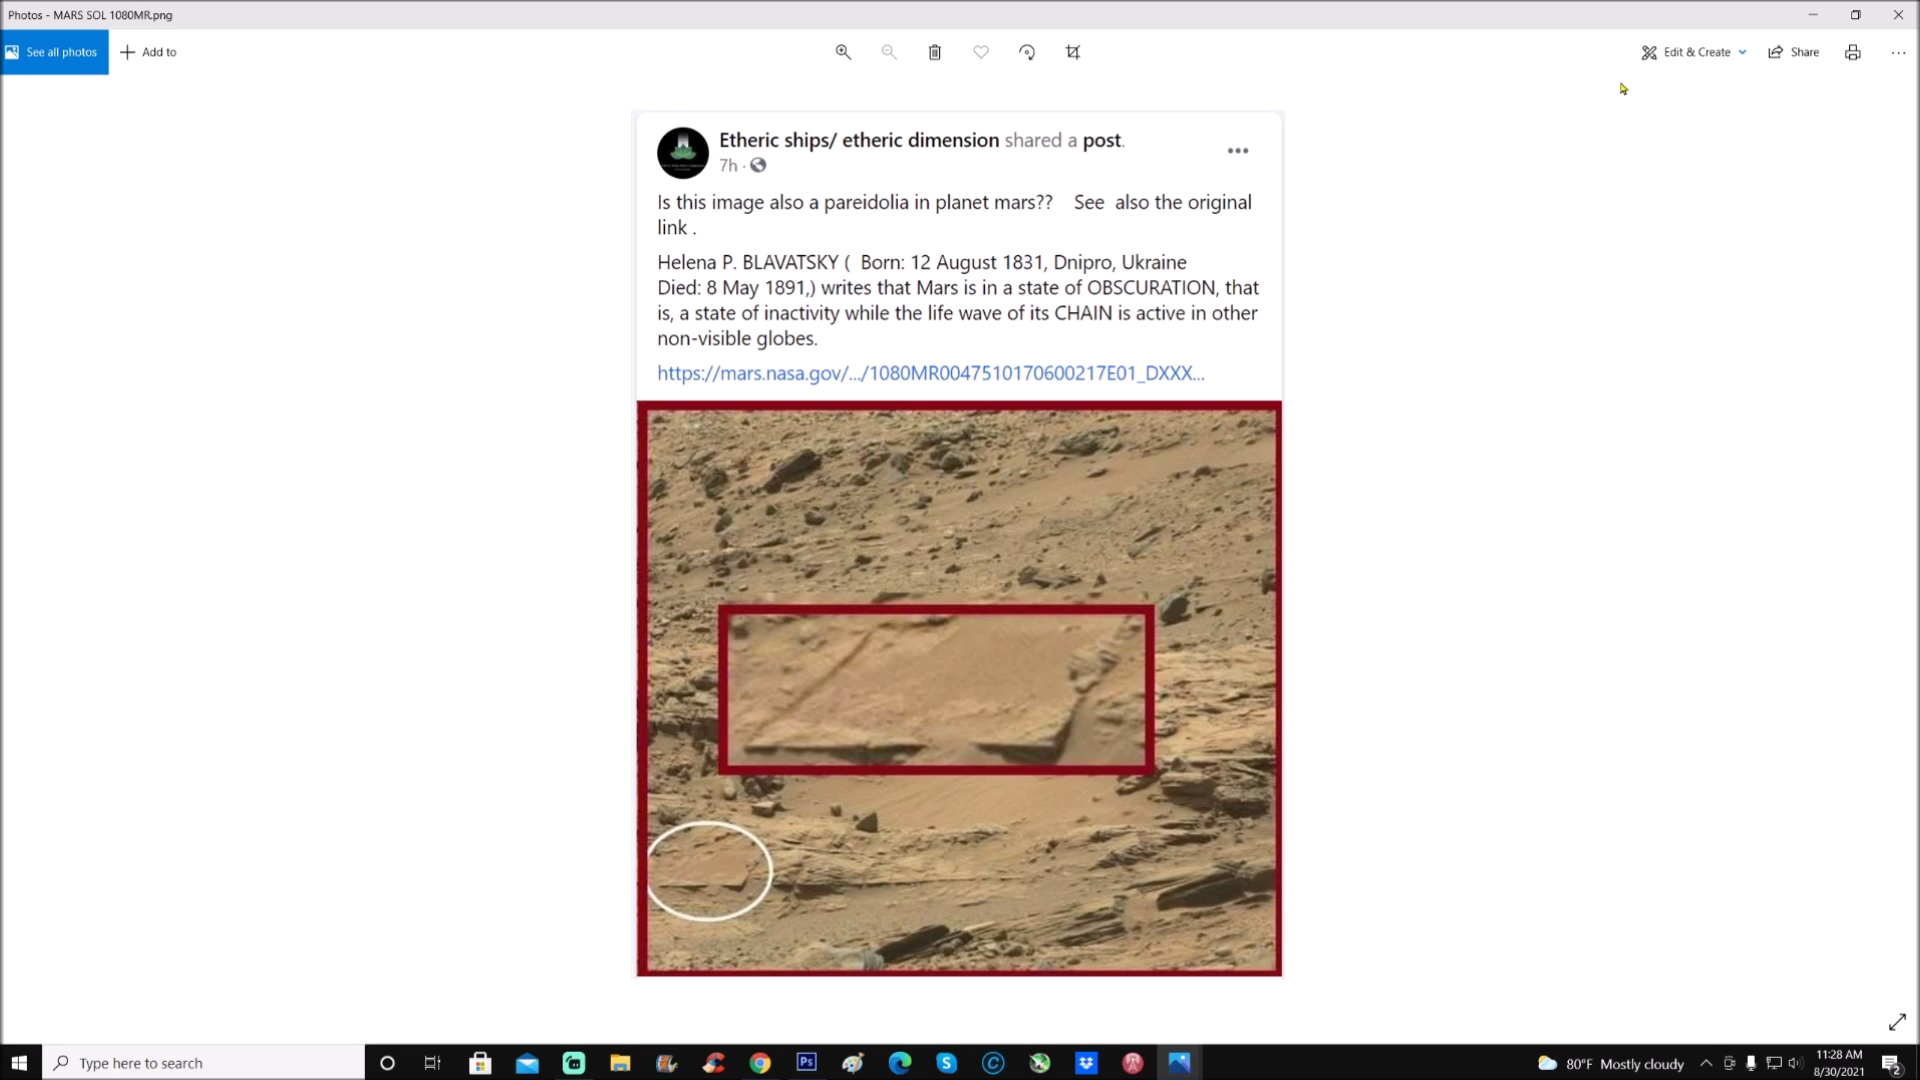 Photos - MARS SOL 1080MR.png
See all photos
Add to
Edit & Create
Share
Etheric ships/ etheric dimension shared a post.
7h ·
Is this image also a pareidolia in planet mars?? See also the original
link .
Helena P. BLAVATSKY ( Born: 12 August 1831, Dnipro, Ukraine
Died: 8 May 1891,) writes that Mars is in a state of OBSCURATION, that
is, a state of inactivity while the life wave of its CHAIN is active in other
non-visible globes.
https://mars.nasa.gov/.../1080MR0047510170600217E01_DXXX...
Type here to search
Ps
80°F Mostly cloudy
11:28 AM
8/30/2021
2